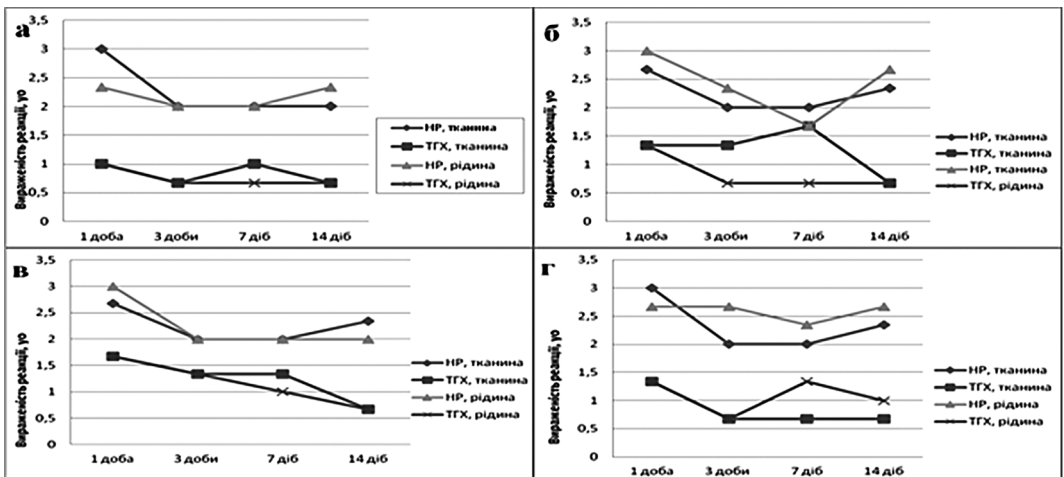 а
Вираженість реакції, уо
3,5
3
2,5
2
1,5
1
0,5
0
1 доба 3 доби 7 діб 14 діб
НР, тканина
ТГХ, тканина
НР, рідина
ТГХ, рідина
б
Вираженість реакції, уо
3,5
3
2,5
2
1,5
1
0,5
0
1 доба 3 доби 7 діб 14 діб
НР, тканина
ТГХ, тканина
НР, тканина
ТГХ, рідина
в
Вираженість реакції, уо
3,5
3
2,5
2
1,5
1
0,5
0
1 доба 3 доби 7 діб 14 діб
НР, тканина
ТГХ, тканина
НР, рідина
ТГХ, рідина
г
Вираженість реакції, уо
3,5
3
2,5
2
1,5
1
0,5
0
1 доба 3 доби 7 діб 14 діб
НР, тканина
ТГХ, тканина
НР, рідина
ТГХ, рідина